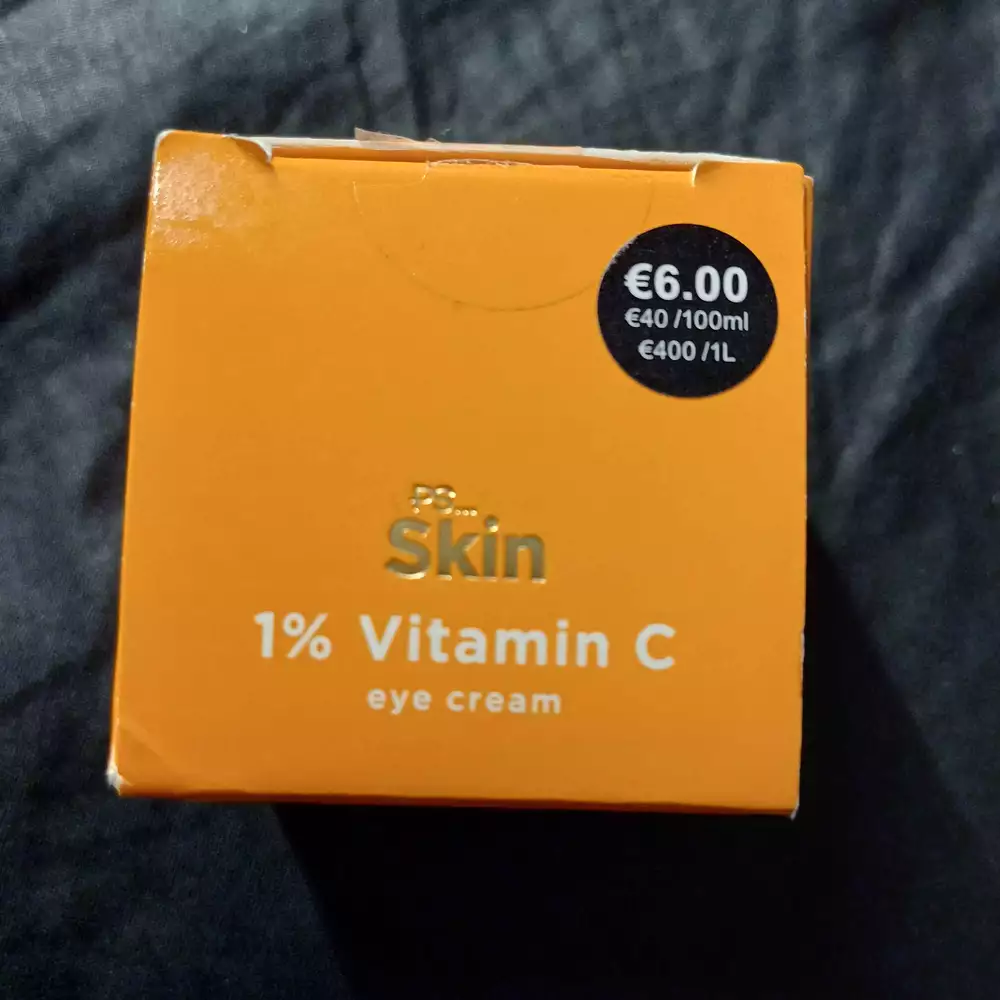 €6.00
€40 /100ml
€400 /1L
PS...
Skin
1% Vitamin C
eye cream